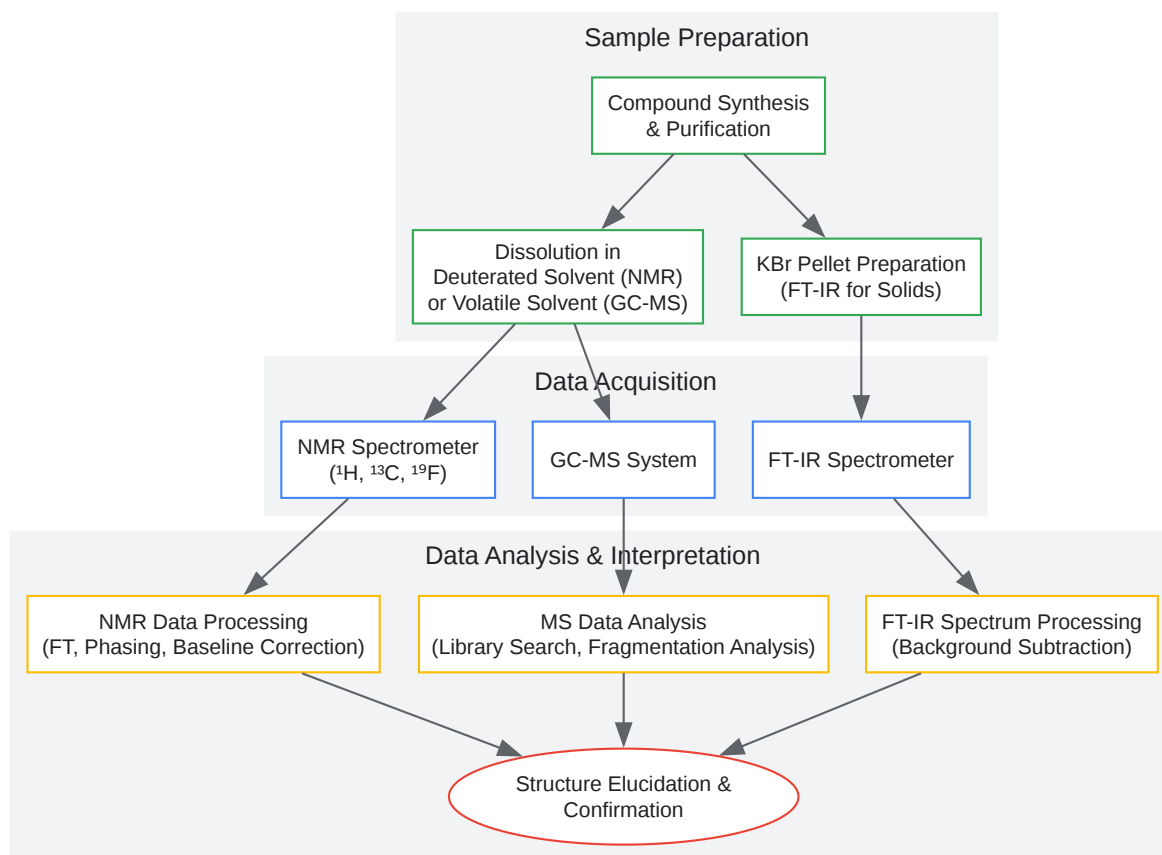 Sample Preparation
Compound Synthesis
& Purification
Dissolution in
Deuterated Solvent (NMR)
or Volatile Solvent (GC-MS)
KBr Pellet Preparation
(FT-IR for Solids)
Data Acquisition
NMR Spectrometer
(¹H, ¹³C, ¹⁹F)
GC-MS System
FT-IR Spectrometer
Data Analysis & Interpretation
NMR Data Processing
(FT, Phasing, Baseline Correction)
MS Data Analysis
(Library Search, Fragmentation Analysis)
FT-IR Spectrum Processing
(Background Subtraction)
Structure Elucidation &
Confirmation